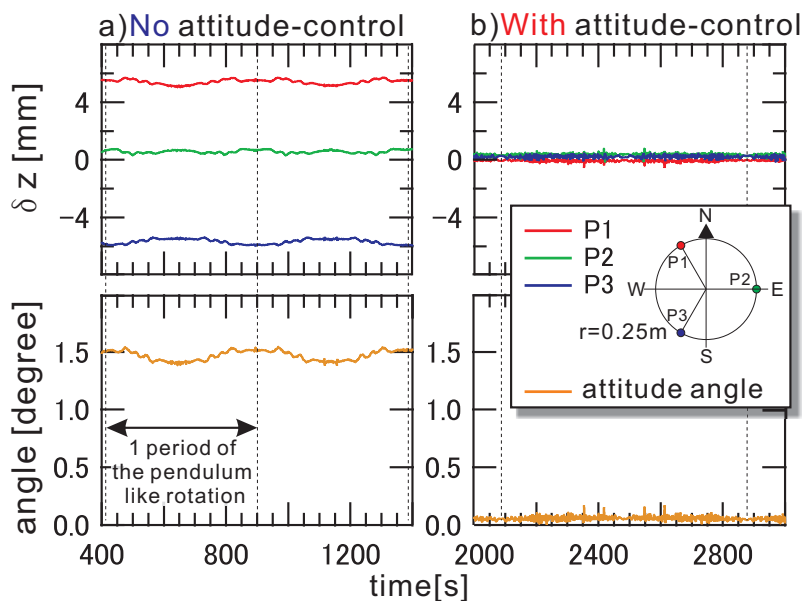 a)No attitude-control
b)With attitude-control
δ z [mm]
4
0
−4
P1
P2
P3
N
P1
W
P2
E
P3
r=0.25m
S
attitude angle
angle [degree]
1.5
1.0
0.5
0.0
1 period of
the pendulum
like rotation
4
0
−4
1.5
1.0
0.5
0.0
400
800
1200
2000
2400
2800
time[s]